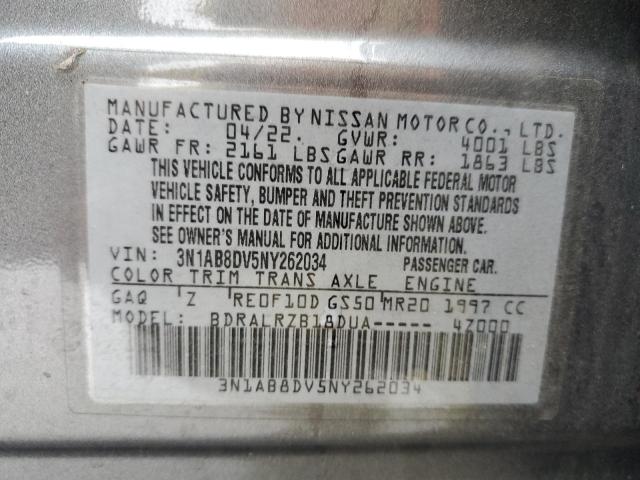 MANUFACTURED BY NISSAN MOTOR CO., LTD.
DATE: 04/22. GVWR: 4001 LBS
GAWR FR: 2161 LBS GAWR RR: 1863 LBS
THIS VEHICLE CONFORMS TO ALL APPLICABLE FEDERAL MOTOR
VEHICLE SAFETY, BUMPER AND THEFT PREVENTION STANDARDS
IN EFFECT ON THE DATE OF MANUFACTURE SHOWN ABOVE.
SEE OWNER'S MANUAL FOR ADDITIONAL INFORMATION.
VIN: 3N1AB8DV5NY262034 PASSENGER CAR.
COLOR TRIM TRANS AXLE ENGINE
GAQ Z RE0F10D GS50 MR20 1997 CC
MODEL: BDRALRZB18DUA----- 4Z000
3N1AB8DV5NY262034